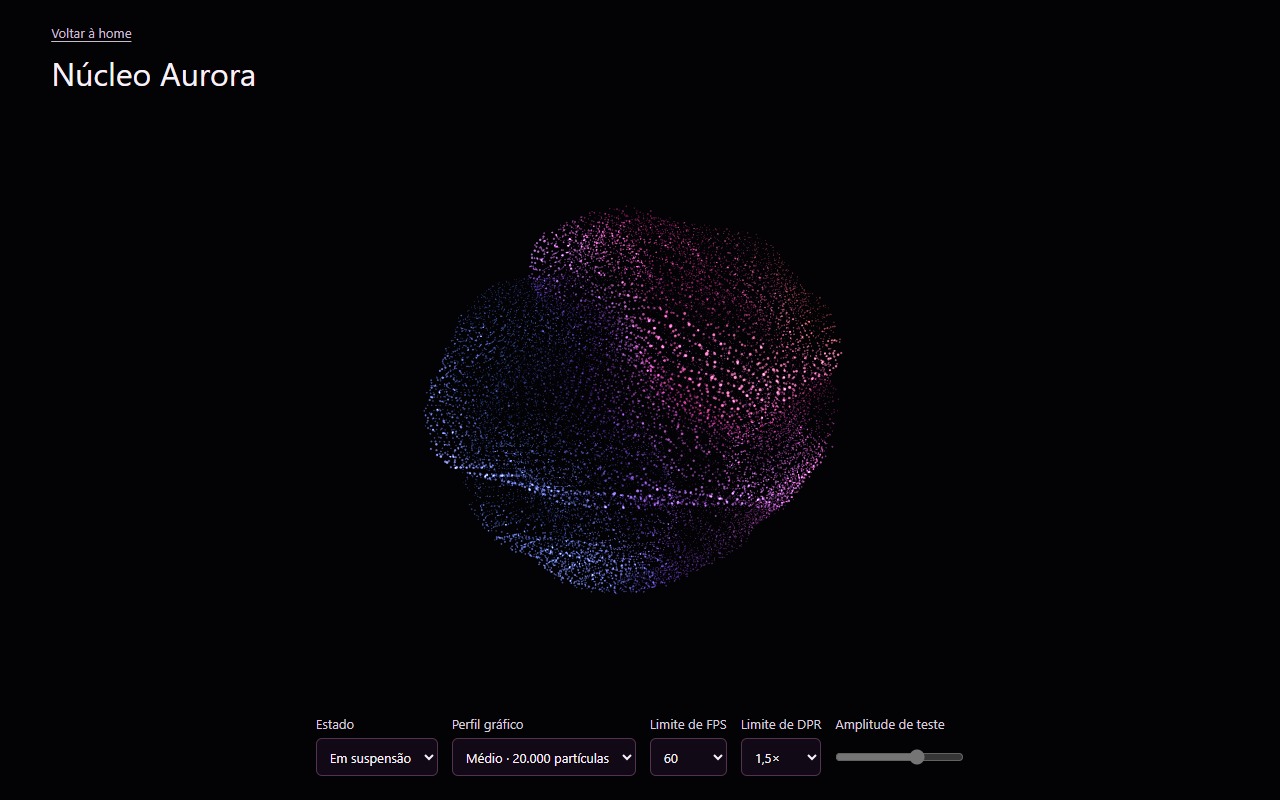 Voltar à home
Núcleo Aurora
Estado
Perfil gráfico
Limite de FPS
Limite de DPR
Amplitude de teste
Em suspensão
Médio · 20.000 partículas
60
1,5×